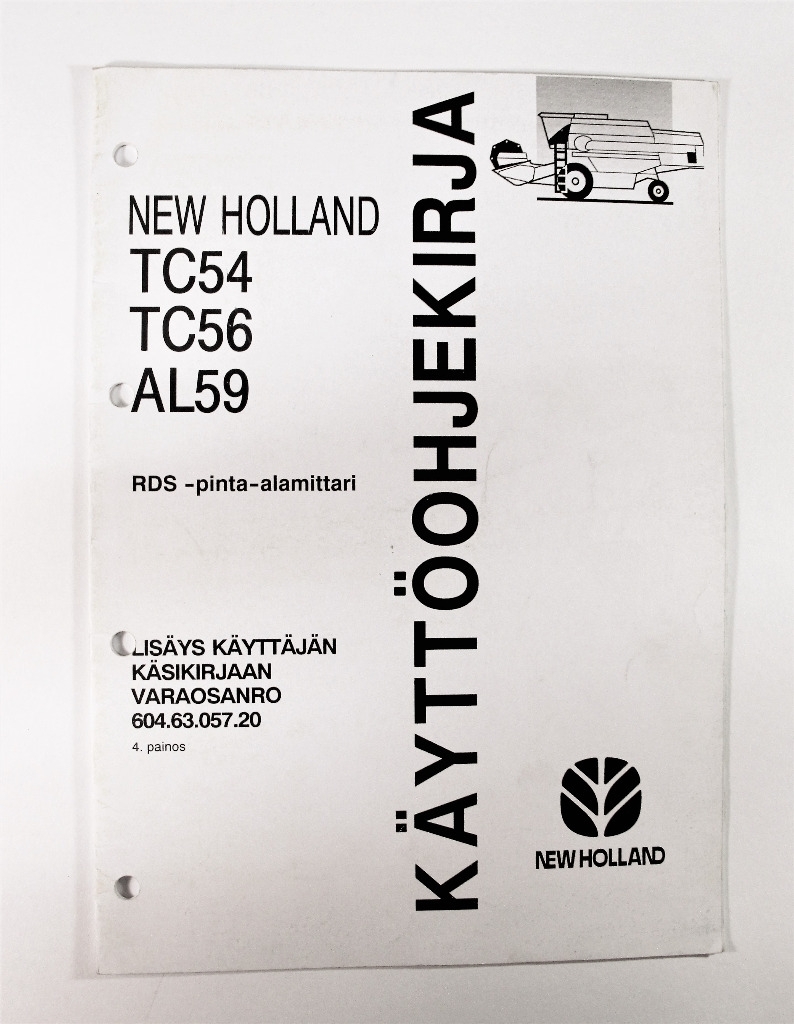 NEW HOLLAND
TC54
TC56
AL59
RDS -pinta-alamittari
LISÄYS KÄYTTÄJÄN
KÄSIKIRJAAN
VARAOSANRO
604.63.057.20
4. painos
KÄYTTÖOHJEKIRJA
NEW HOLLAND